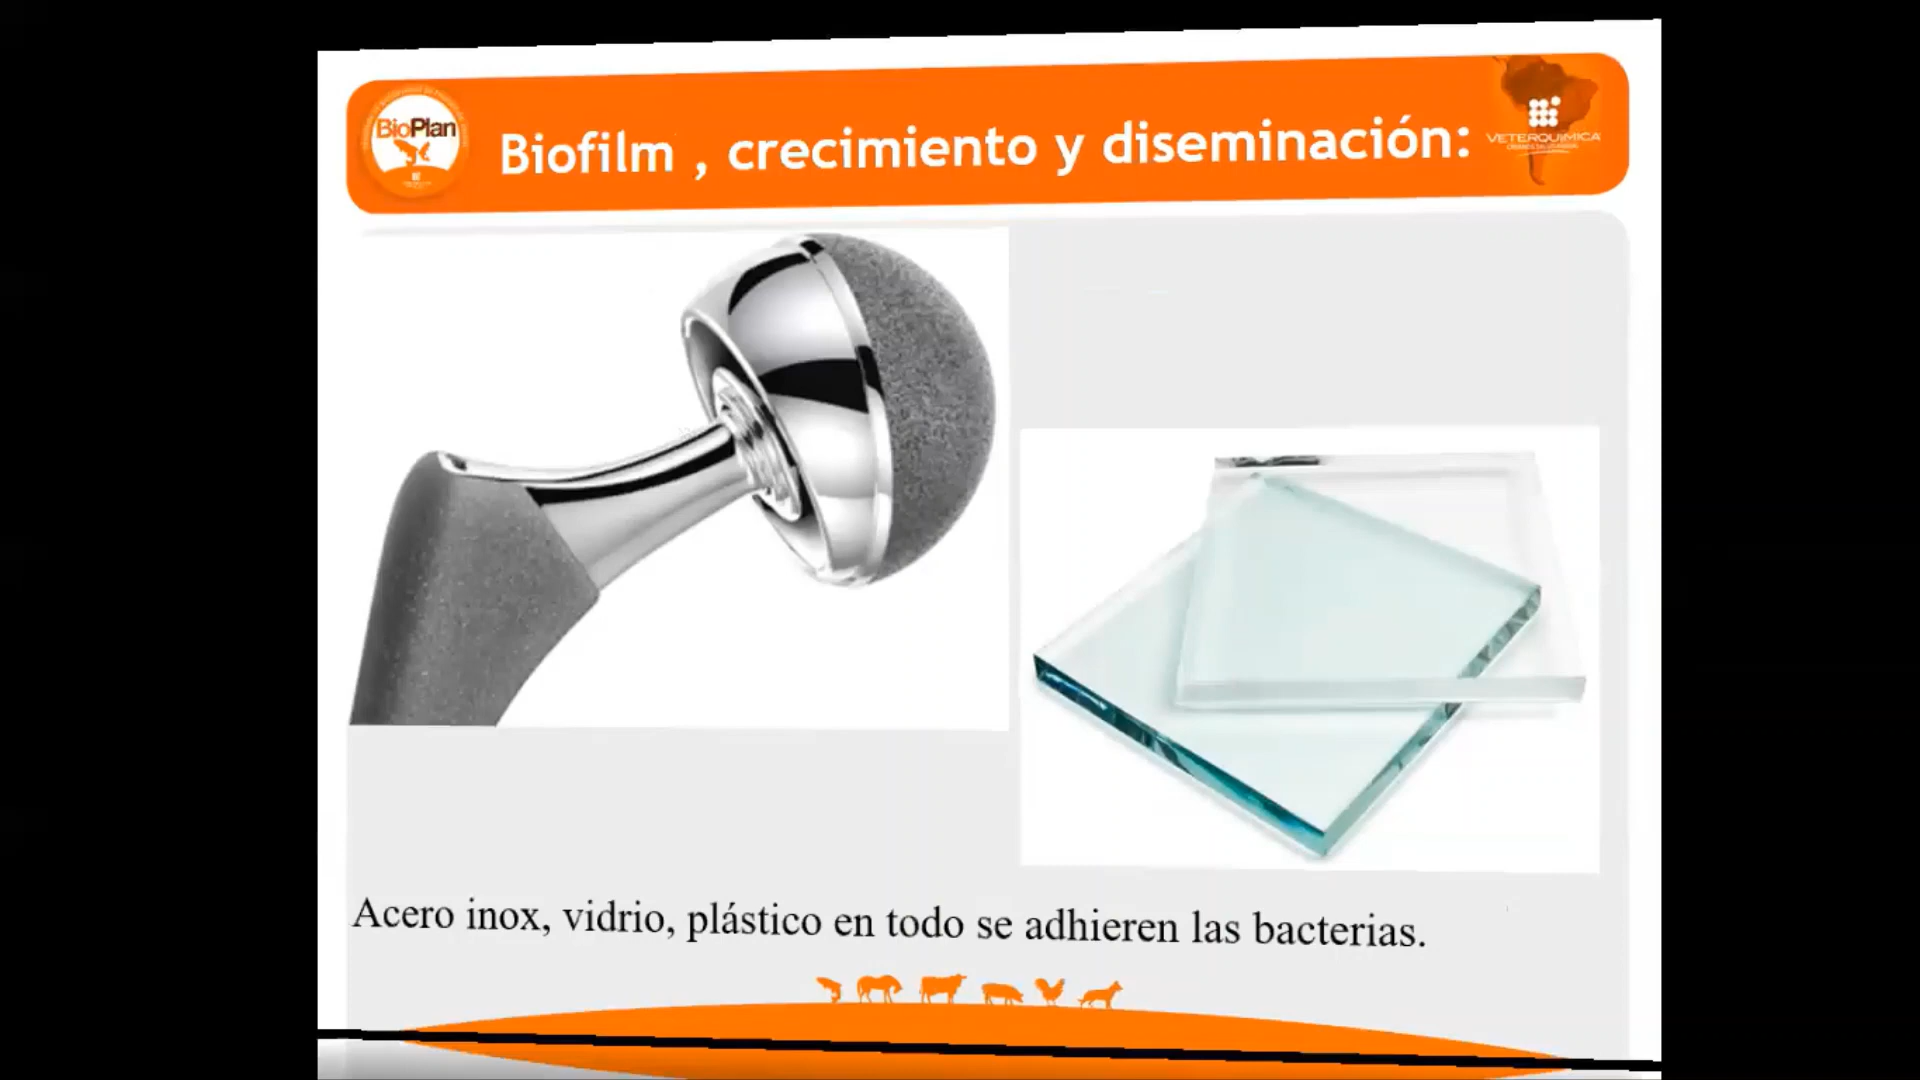 BioPlan
Biofilm , crecimiento y diseminación:
VETERQUIMICA
Acero inox, vidrio, plástico en todo se adhieren las bacterias.